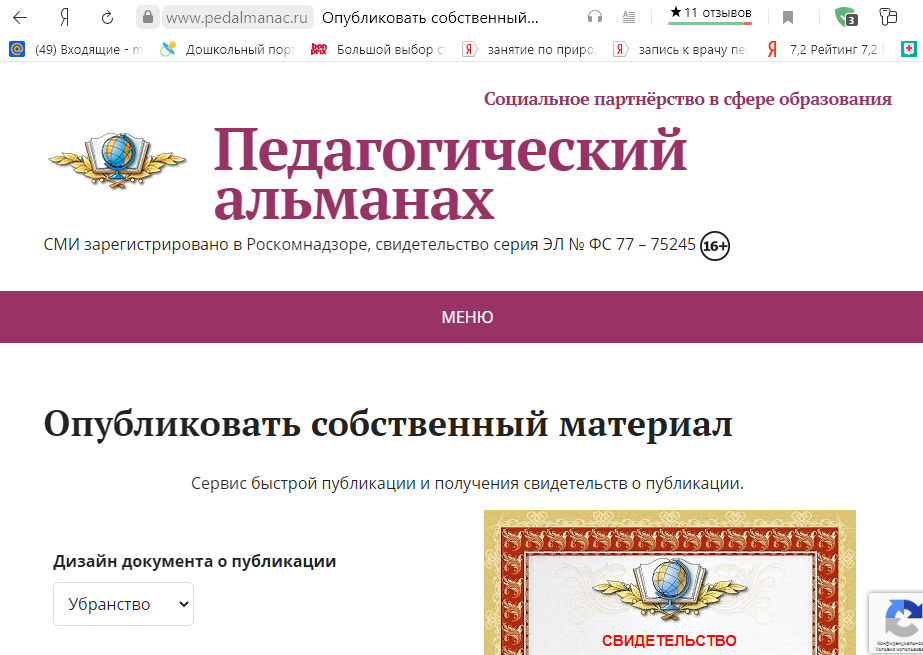 www.pedalmanac.ru Опубликовать собственный... ★11 отзывов 3
(49) Входящие - m Дошкольный порт Большой выбор с занятие по приро запись к врачу пе 7,2 Рейтинг 7,2
Социальное партнёрство в сфере образования
Педагогический
альманах
СМИ зарегистрировано в Роскомнадзоре, свидетельство серия ЭЛ № ФС 77 – 75245 16+
МЕНЮ
Опубликовать собственный материал
Сервис быстрой публикации и получения свидетельств о публикации.
Дизайн документа о публикации
Убранство
СВИДЕТЕЛЬСТВО